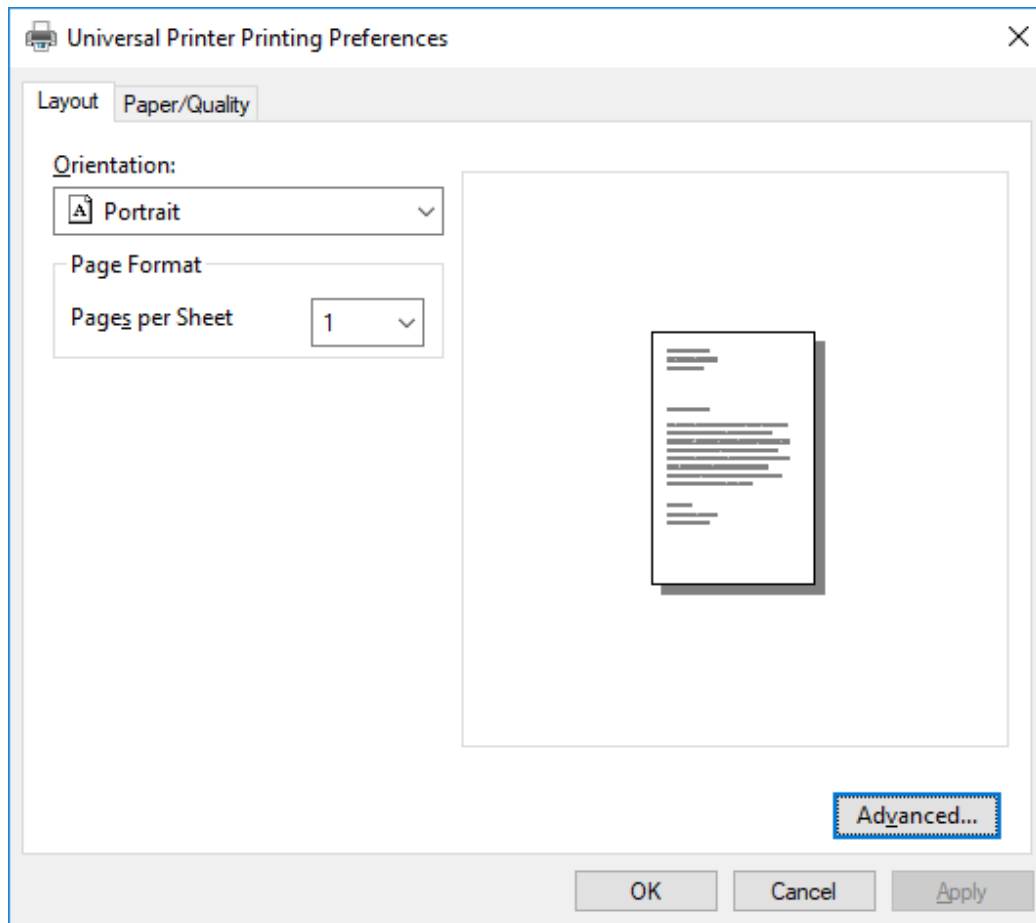 Universal Printer Printing Preferences
Layout
Paper/Quality
Orientation:
Portrait
Page Format
Pages per Sheet
1
Advanced...
OK
Cancel
Apply